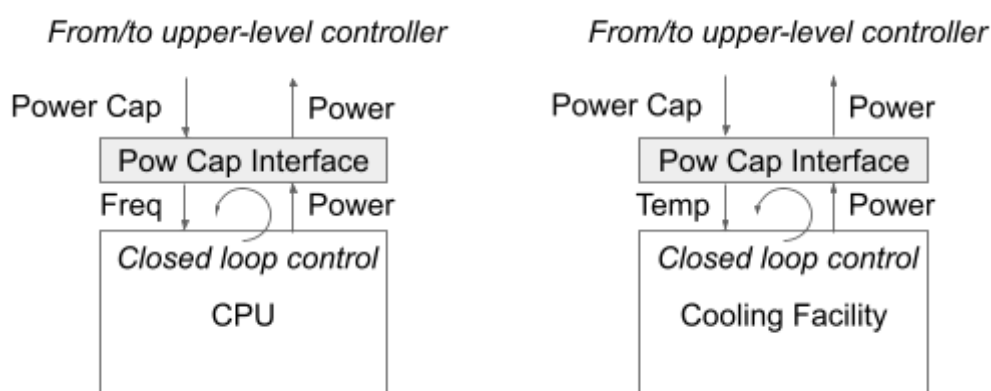 From/to upper-level controller
Power Cap
Power
Pow Cap Interface
Freq
Power
Closed loop control
CPU
From/to upper-level controller
Power Cap
Power
Pow Cap Interface
Temp
Power
Closed loop control
Cooling Facility